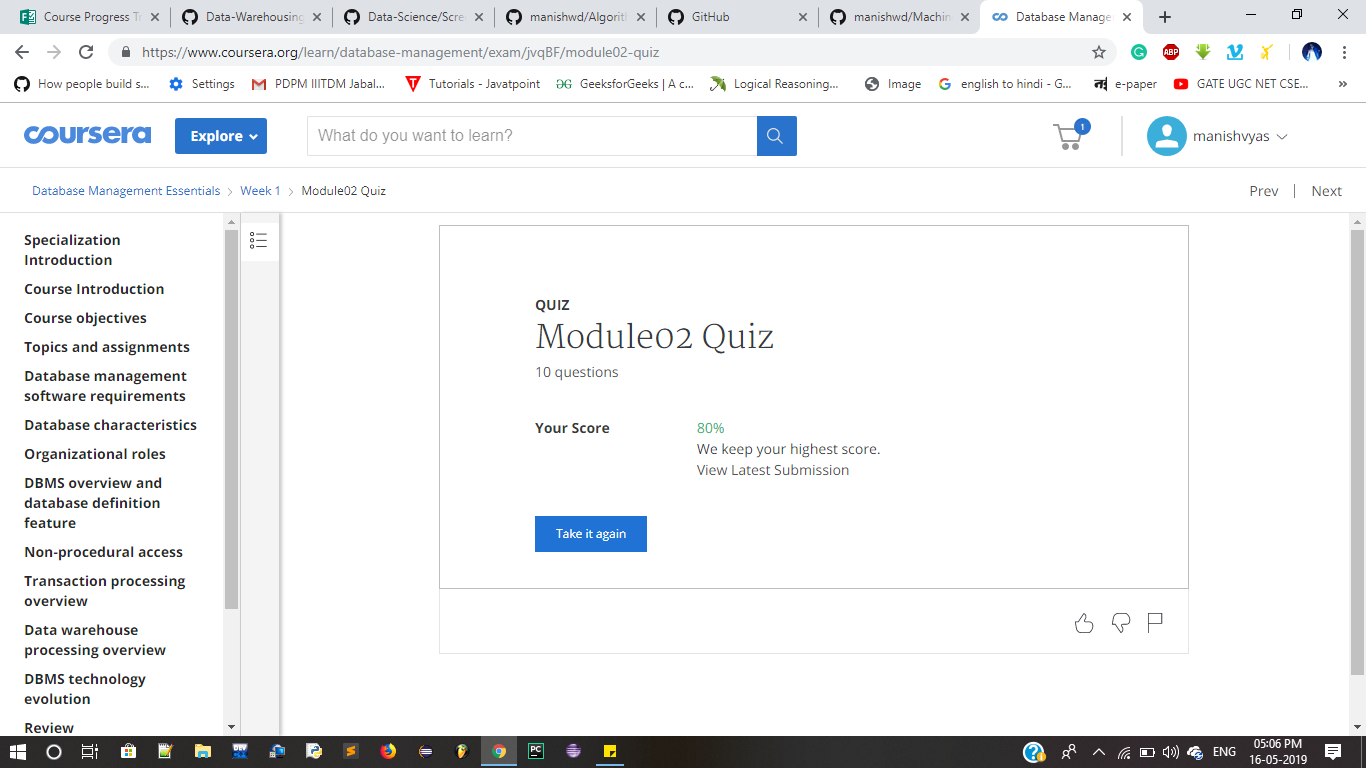 Course Progress Tr
Data-Warehousing
Data-Science/Scre
manishwd/Algorit
GitHub
manishwd/Machin
Database Manage
https://www.coursera.org/learn/database-management/exam/jvqBF/module02-quiz
ABP
How people build s...
Settings
PDPM IIITDM Jabal...
Tutorials - Javatpoint
GeeksforGeeks | A c...
Logical Reasoning...
Image
english to hindi - G...
e-paper
GATE UGC NET CSE...
»
coursera
Explore
What do you want to learn?
1
manishvyas
Database Management Essentials
Week 1
Module02 Quiz
Prev | Next
Specialization
Introduction
Course Introduction
Course objectives
Topics and assignments
Database management
software requirements
Database characteristics
Organizational roles
DBMS overview and
database definition
feature
Non-procedural access
Transaction processing
overview
Data warehouse
processing overview
DBMS technology
evolution
Review
QUIZ
Module02 Quiz
10 questions
Your Score
80%
We keep your highest score.
View Latest Submission
Take it again
PC
ENG
05:06 PM
16-05-2019